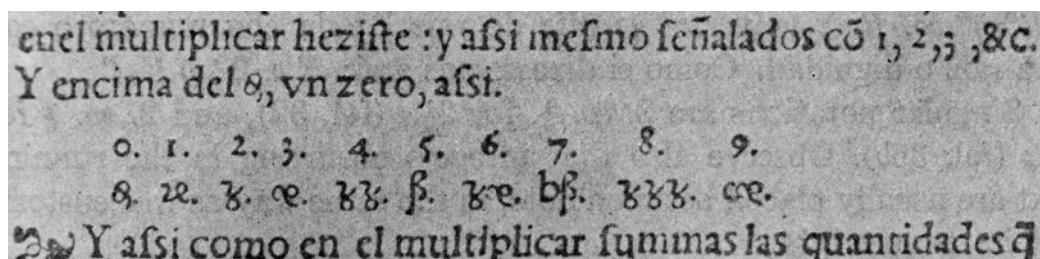 enel multiplicar heziſte : y aſsi meſmo ſeñalados cõ 1, 2, 3, &c.
Y encima del ϑ, vn zero, aſsi.
0. 1. 2. 3. 4. 5. 6. 7. 8. 9.
bß.
Y aſsi como en el multiplicar ſummas las quantidades q̃